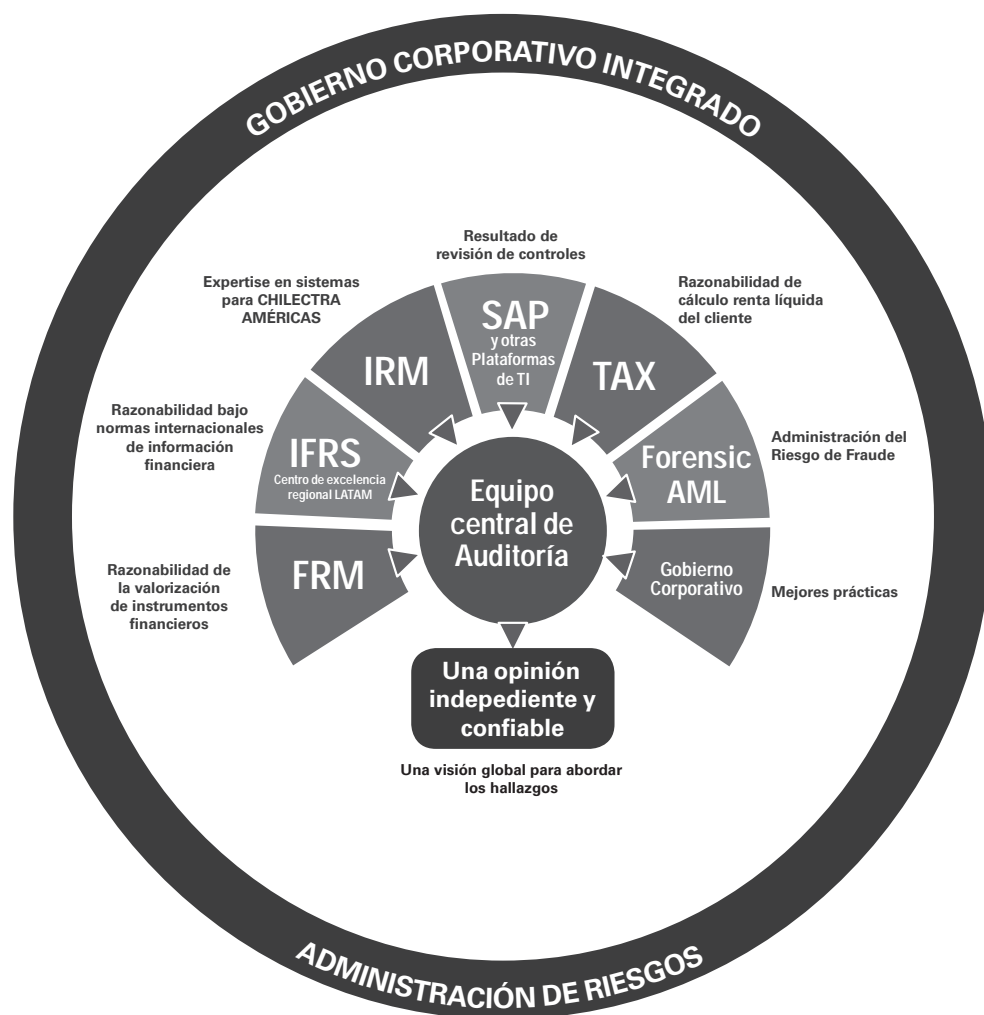 GOBIERNO CORPORATIVO INTEGRADO
Resultado de
revisión de controles
Expertise en sistemas
para CHILECTRA
AMÉRICAS
Razonabilidad de
cálculo renta líquida
del cliente
SAP
y otras
Plataformas
de TI
IRM
TAX
Razonabilidad bajo
normas internacionales
de información
financiera
IFRS
Centro de excelencia
regional LATAM
Forensic
AML
Administración del
Riesgo de Fraude
Equipo
central de
Auditoría
Razonabilidad de
la valorización
de instrumentos
financieros
FRM
Gobierno
Corporativo
Mejores prácticas
Una opinión
indepediente y
confiable
Una visión global para abordar
los hallazgos
ADMINISTRACIÓN DE RIESGOS